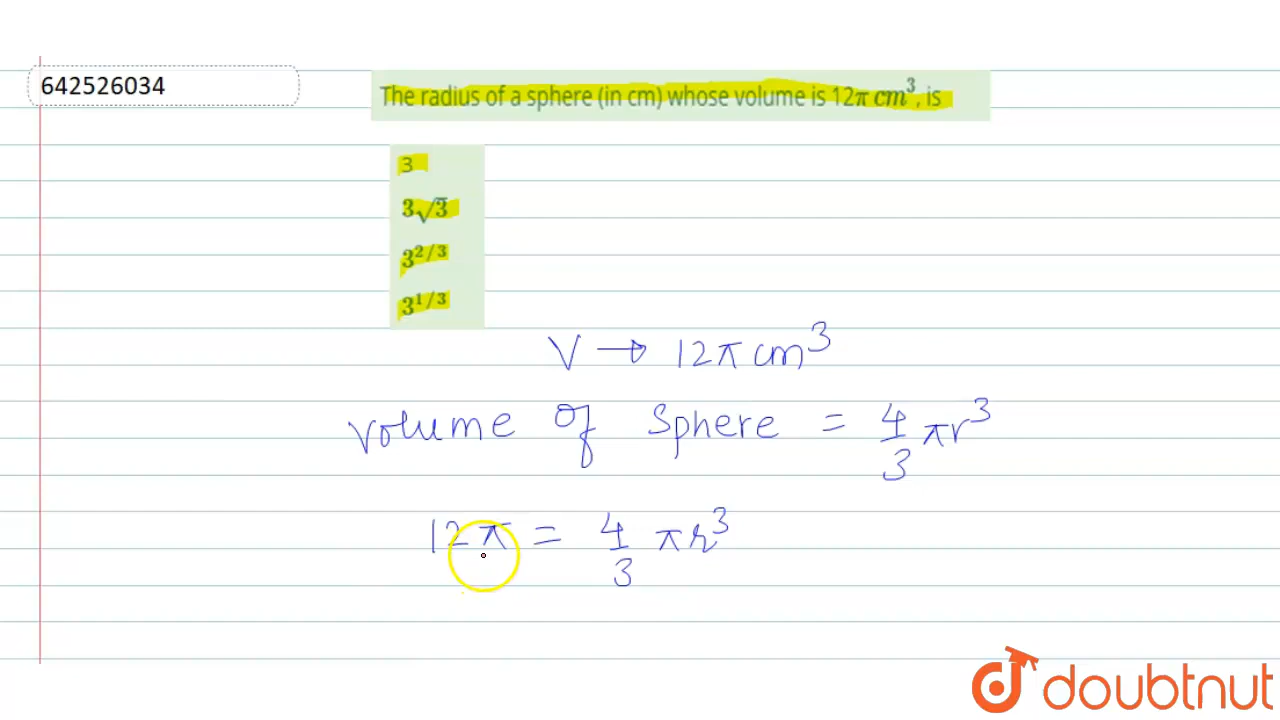 642526034
The radius of a sphere (in cm) whose volume is 12π cm³, is
3
3√3
3^{2/3}
3^{1/3}
V → 12π cm³
Volume of Sphere = 4/3 πr³
12π = 4/3 πr³
doubtnut